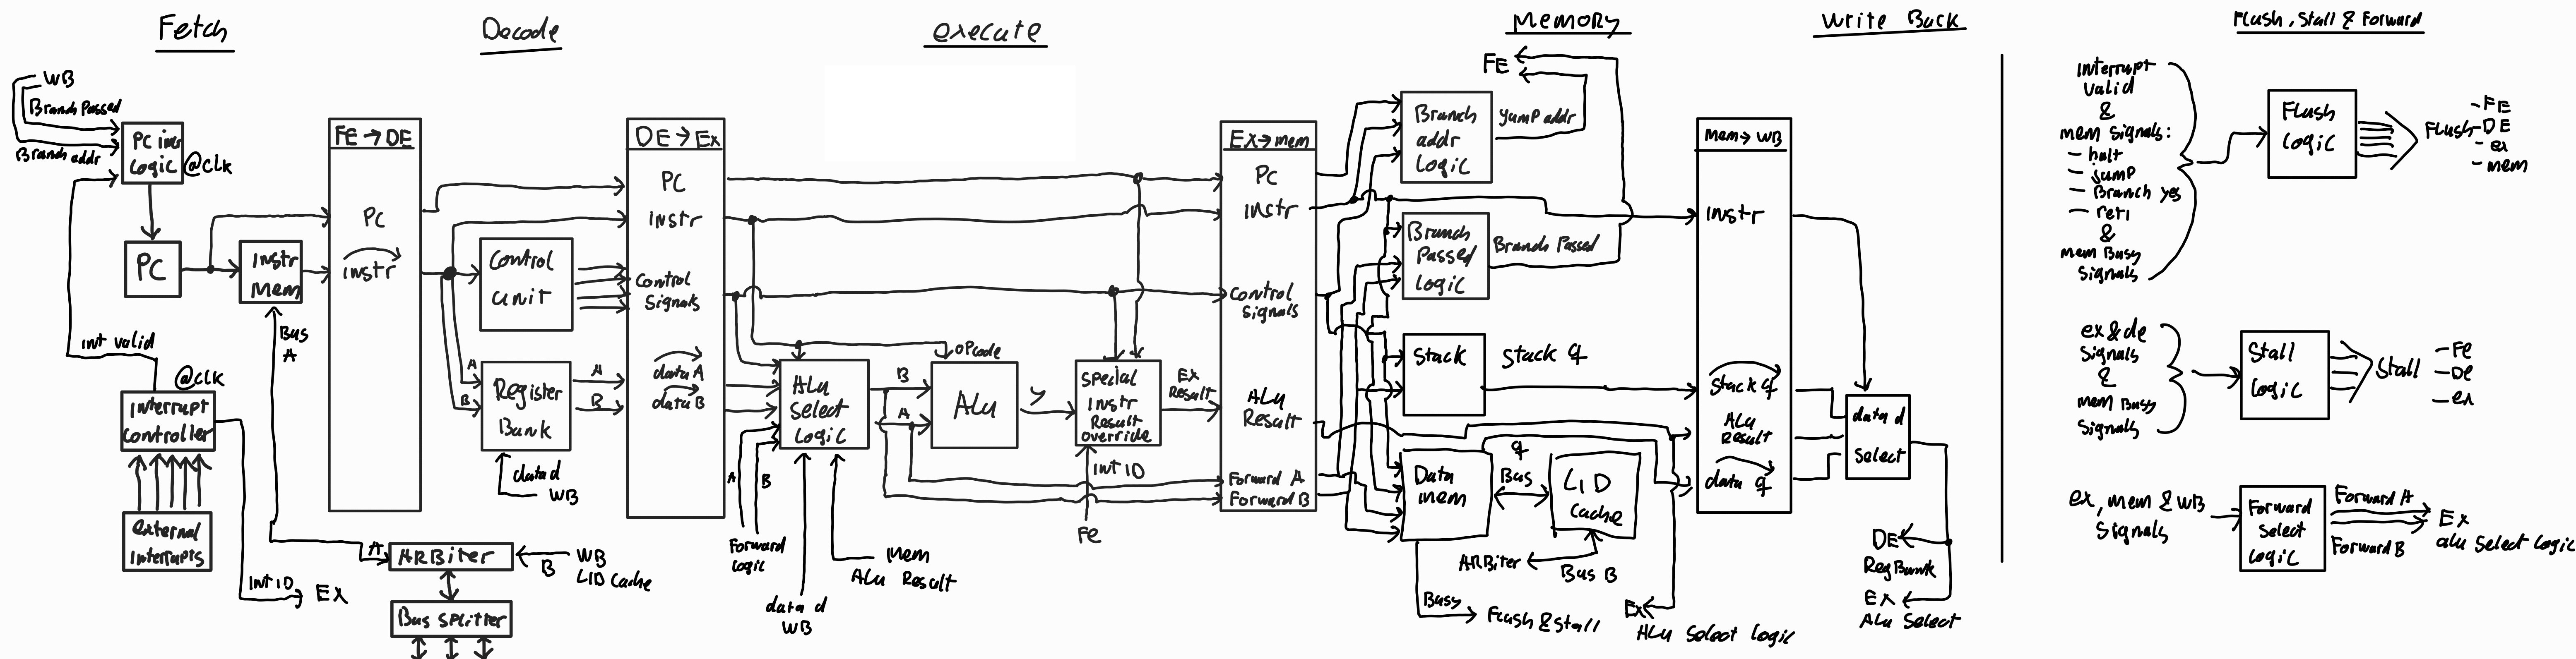 Fetch
WB
Branch Passed
Branch addr
PC incr
Logic
@clk
PC
Instr
Mem
Int valid
Bus
A
@clk
Interrupt
Controller
external
Interrupts
Int ID
EX
A
ARBiter
B
WB
L1D Cache
Bus splitter
FE → DE
PC
instr
Decode
Control
unit
A
B
Register
Bank
A
B
data d
WB
DE → Ex
PC
Instr
Control
Signals
data A
data B
execute
ALU
Select
Logic
A
B
Forward
Logic
data d
WB
Mem
ALU Result
B
A
OPcode
ALU
y
Special
Instr
Result
override
Int ID
Fe
Ex
Result
Ex → mem
PC
Instr
Control
Signals
ALU
Result
Forward A
Forward B
Memory
FE
Branch
addr
Logic
Jump addr
Branch
Passed
Logic
Branch Passed
Stack
Stack q
Data
mem
q
Bus
L1D
Cache
ARBiter
Bus B
Busy
Flush & Stall
Ex
ALU Select Logic
Write Back
Mem → WB
Instr
Stack q
ALU
Result
data q
data d
Select
DE
Reg Bank
EX
ALU Select
Flush, Stall & Forward
Interrupt
Valid
&
mem Signals:
- halt
- jump
- Branch yes
- reti
&
mem Busy
Signals
Flush
Logic
Flush
- FE
- DE
- ex
- mem
ex & de
Signals
&
mem Busy
Signals
Stall
Logic
Stall
- Fe
- De
- ex
ex, mem & WB
Signals
Forward
Select
Logic
Forward A
Forward B
Ex
alu Select Logic